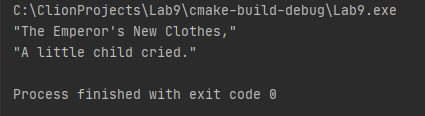 C:\ClionProjects\Lab9\cmake-build-debug\Lab9.exe
"The Emperor's New Clothes,"
"A little child cried."
Process finished with exit code 0